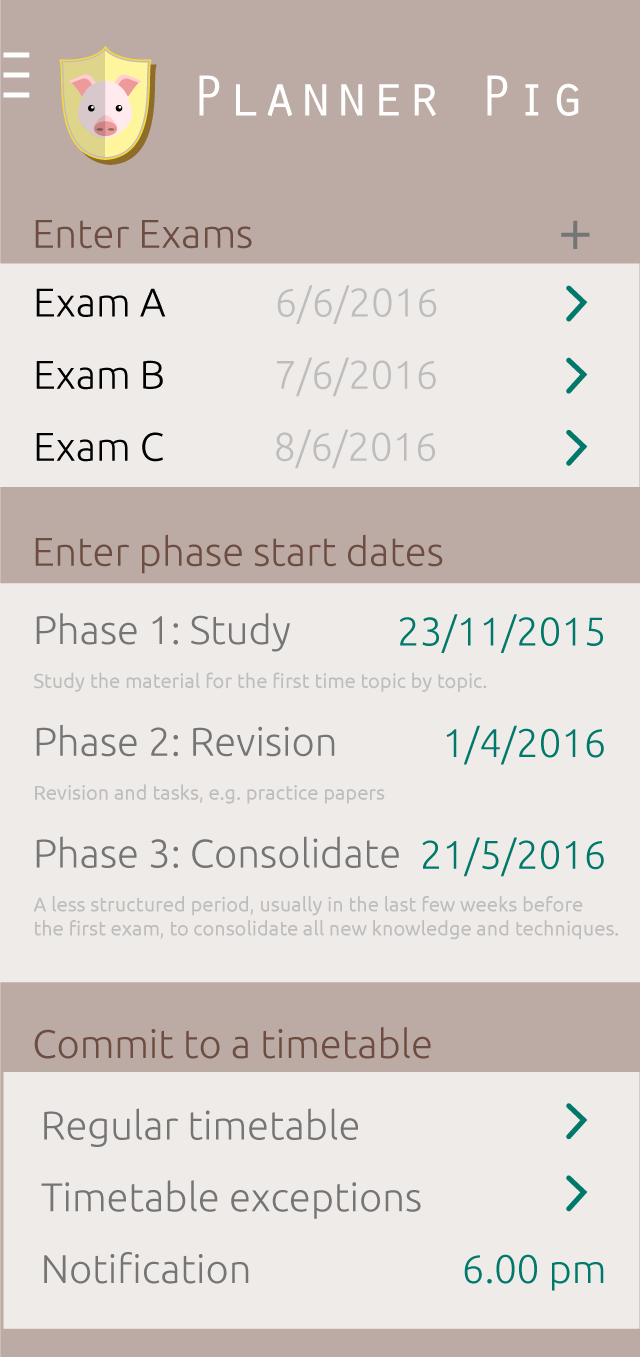 Planner Pig
Enter Exams +
Exam A 6/6/2016
Exam B 7/6/2016
Exam C 8/6/2016
Enter phase start dates
Phase 1: Study 23/11/2015
Study the material for the first time topic by topic.
Phase 2: Revision 1/4/2016
Revision and tasks, e.g. practice papers
Phase 3: Consolidate 21/5/2016
A less structured period, usually in the last few weeks before
the first exam, to consolidate all new knowledge and techniques.
Commit to a timetable
Regular timetable
Timetable exceptions
Notification 6.00 pm